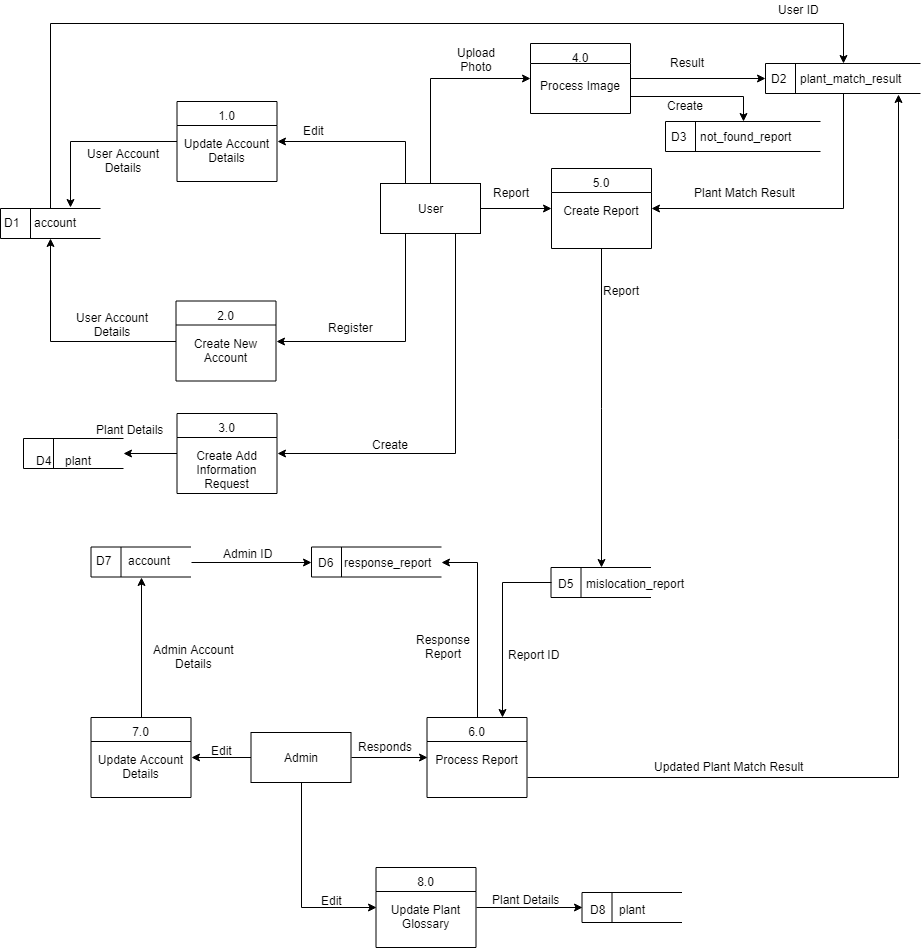 User ID
Upload
Photo
4.0
Process Image
Result
D2
plant_match_result
Create
D3
not_found_report
1.0
Update Account
Details
Edit
User Account
Details
5.0
Create Report
Report
Plant Match Result
User
D1
account
Report
2.0
Create New
Account
Register
User Account
Details
3.0
Create Add
Information
Request
Create
Plant Details
D4
plant
D7
account
Admin ID
D6
response_report
D5
mislocation_report
Response
Report
Report ID
Admin Account
Details
7.0
Update Account
Details
Edit
Admin
Responds
6.0
Process Report
Updated Plant Match Result
8.0
Update Plant
Glossary
Edit
Plant Details
D8
plant